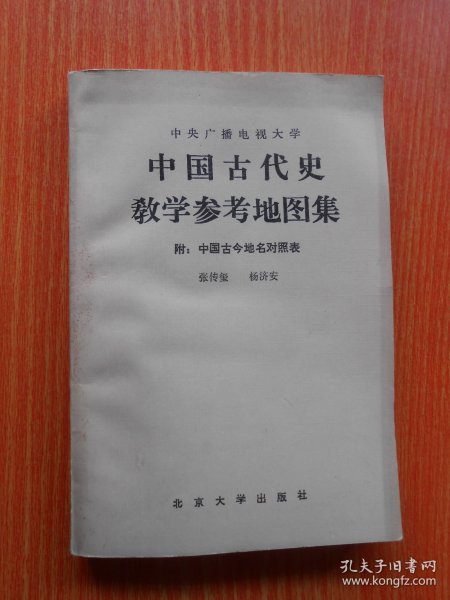 中央广播电视大学
中国古代史
教学参考地图集
附：中国古今地名对照表
张传玺 杨济安
北京大学出版社
孔夫子旧书网
www.kongfz.com